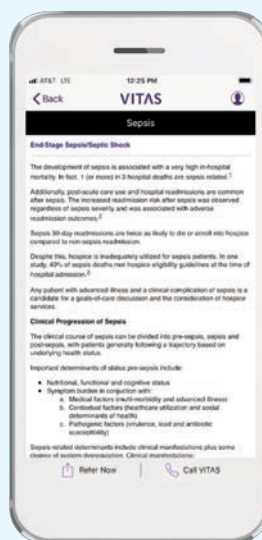 AT&T LTE 12:25 PM
Back VITAS
Sepsis
End-Stage Sepsis/Septic Shock
The development of sepsis is associated with a very high in-hospital
mortality. In fact, 1 (or more) in 3 hospital deaths are sepsis related.1
Additionally, post-acute care use and hospital readmissions are common
after sepsis. The increased readmission risk after sepsis was observed
regardless of sepsis severity and was associated with adverse
readmission outcomes.2
Sepsis 30-day readmissions are twice as likely to die or enroll into hospice
compared to non-sepsis readmission.
Despite this, hospice is inadequately utilized for sepsis patients. In one
study, 40% of sepsis deaths met hospice eligibility guidelines at the time of
hospital admission.3
Any patient with advanced illness and a clinical complication of sepsis is a
candidate for a goals-of-care discussion and the consideration of hospice
services.
Clinical Progression of Sepsis
The clinical course of sepsis can be divided into pre-sepsis, sepsis and
post-sepsis, with patients generally following a trajectory based on
underlying health status.
Important determinants of status pre-sepsis include:
• Nutritional, functional and cognitive status
• Symptom burden in conjunction with:
a. Medical factors (multi-morbidity and advanced illness)
b. Contextual factors (healthcare utilization and social
determinants of health)
c. Pathogenic factors (virulence, load and antibiotic
susceptibility)
Sepsis-related determinants include clinical manifestations plus some
degree of system dysregulation. Clinical manifestations:
Refer Now Call VITAS